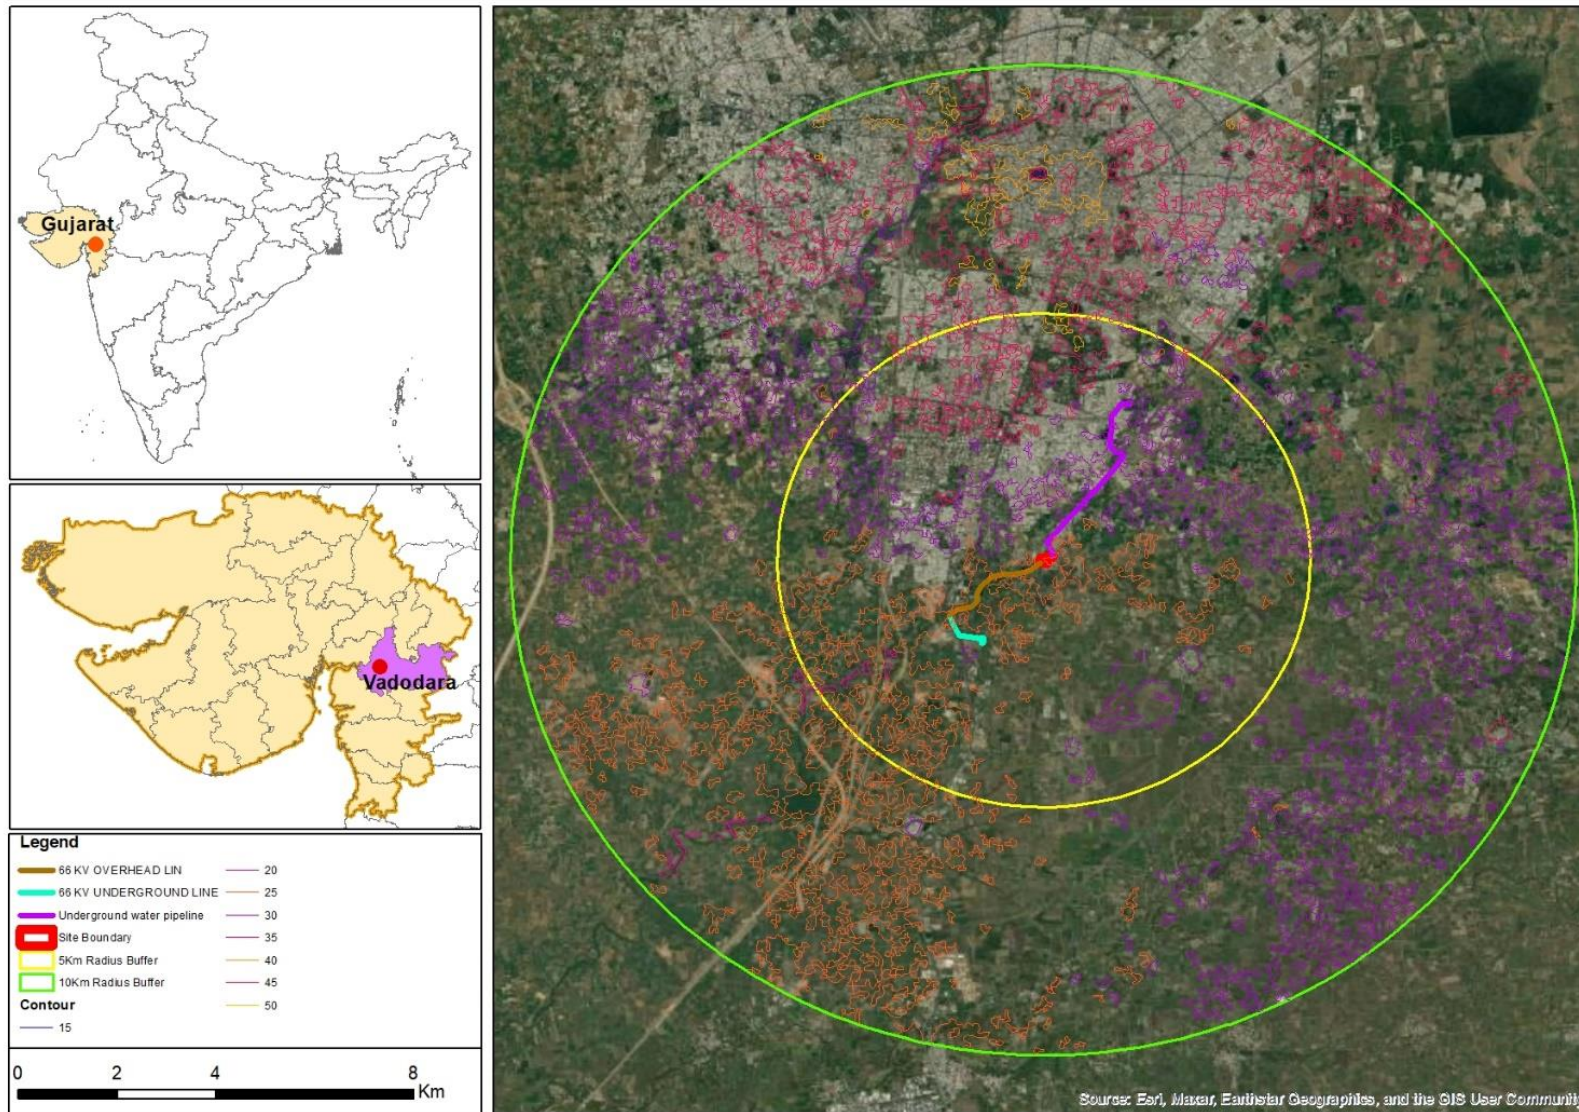 Gujarat
Vadodara
Legend
66 KV OVERHEAD LIN
66 KV UNDERGROUND LINE
Underground water pipeline
Site Boundary
5Km Radius Buffer
10Km Radius Buffer
Contour
15
20
25
30
35
40
45
50
0 2 4 8 Km
Source: Esri, Maxar, Earthstar Geographics, and the GIS User Community